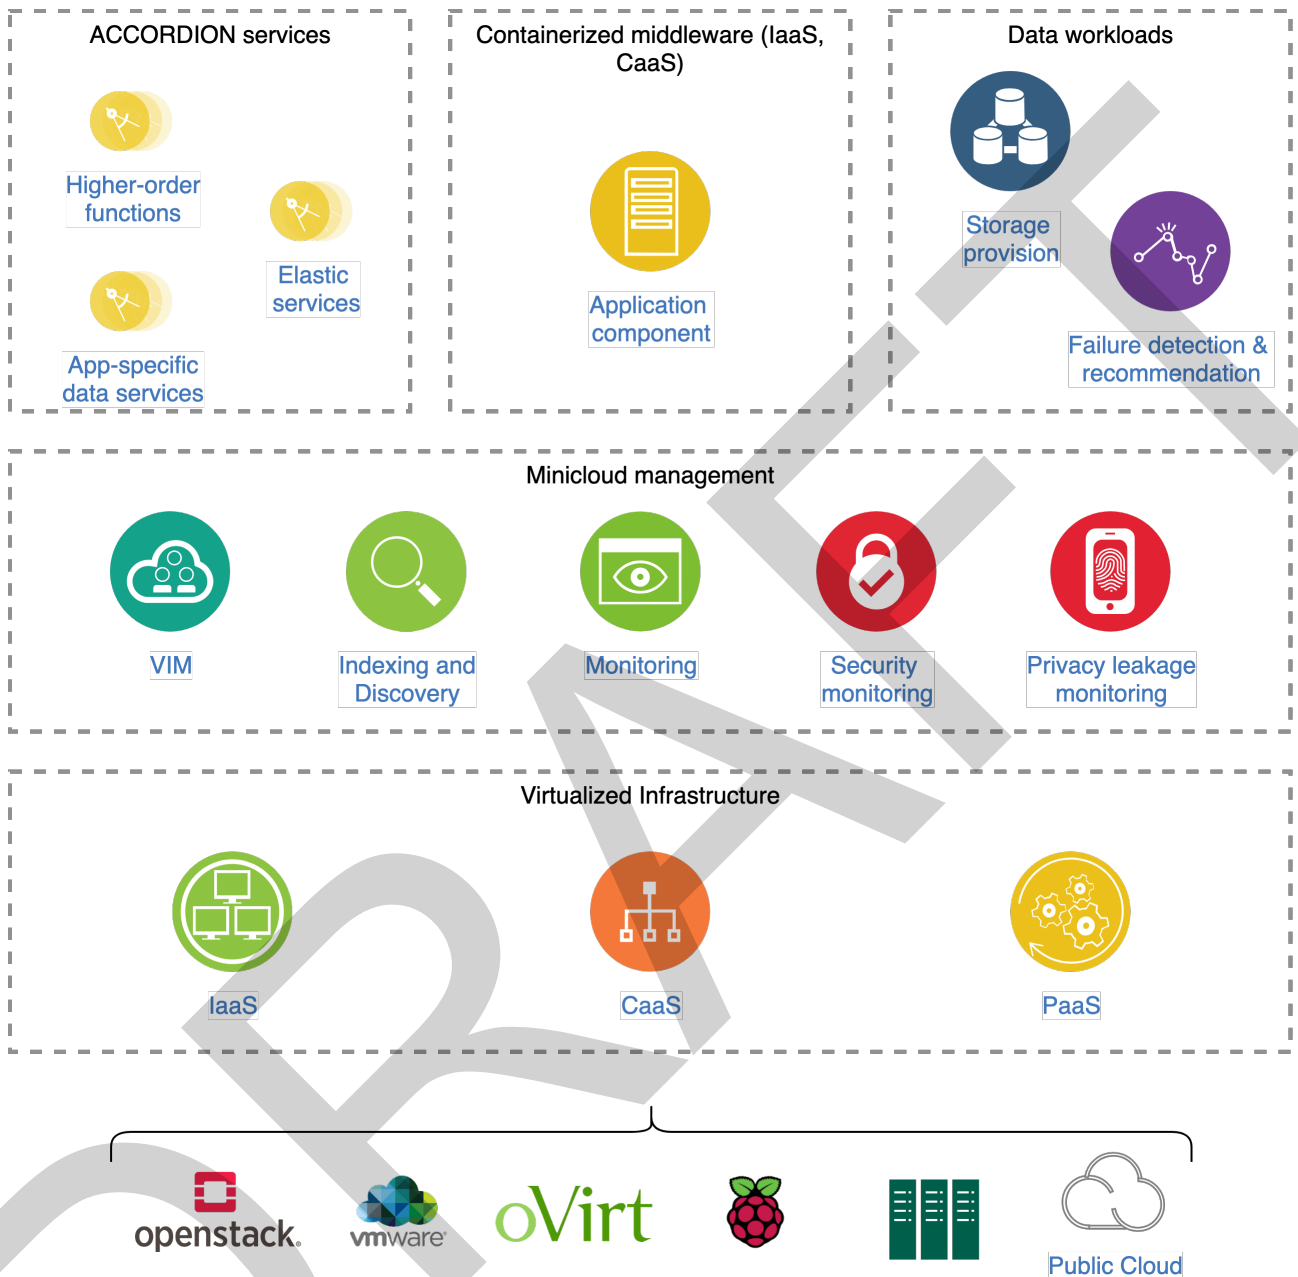 ACCORDION services
Higher-order
functions
Elastic
services
App-specific
data services
Containerized middleware (IaaS,
CaaS)
Application
component
Data workloads
Storage
provision
Failure detection &
recommendation
Minicloud management
VIM
Indexing and
Discovery
Monitoring
Security
monitoring
Privacy leakage
monitoring
Virtualized Infrastructure
IaaS
CaaS
PaaS
openstack.
vmware®
oVirt
Public Cloud
DRAFT